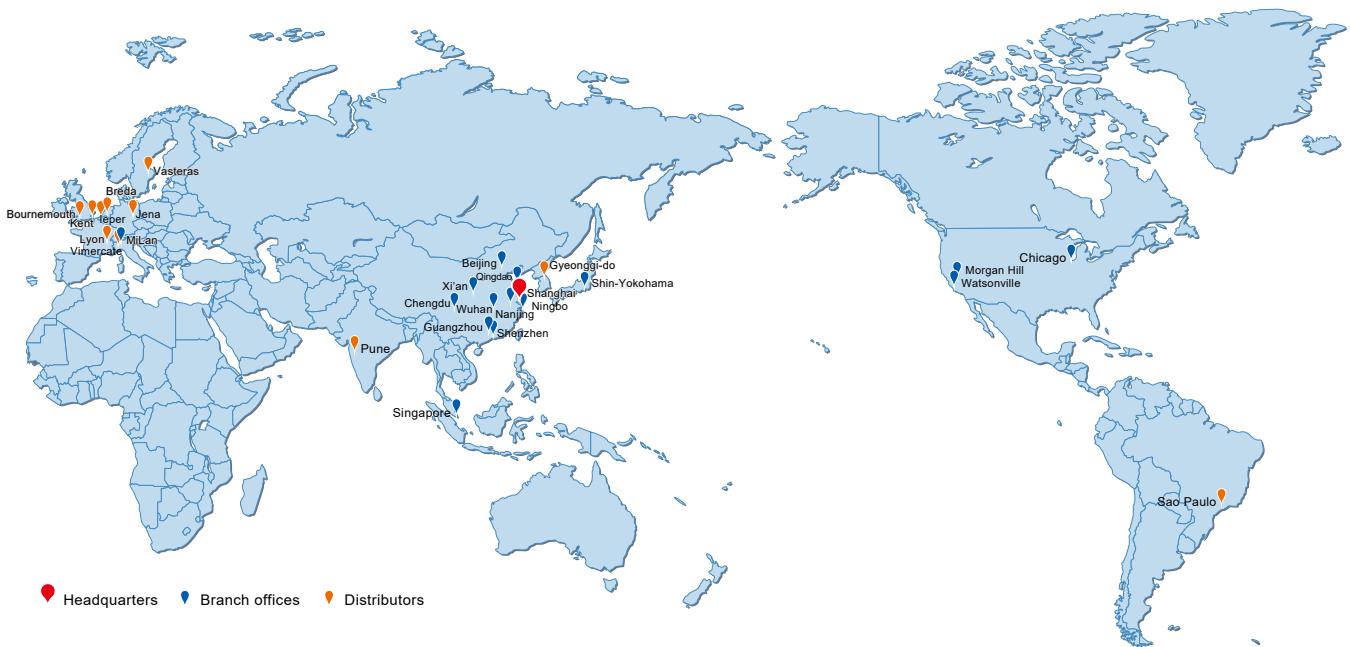 Vasteras
Breda
Bournemouth
Kent
Ieper
Jena
Lyon
MiLan
Vimercate
Beijing
Gyeonggi-do
Qingdao
Xi'an
Shin-Yokohama
Chengdu
Shanghai
Wuhan
Ningbo
Nanjing
Guangzhou
Shenzhen
Pune
Singapore
Chicago
Morgan Hill
Watsonville
Sao Paulo
Headquarters
Branch offices
Distributors